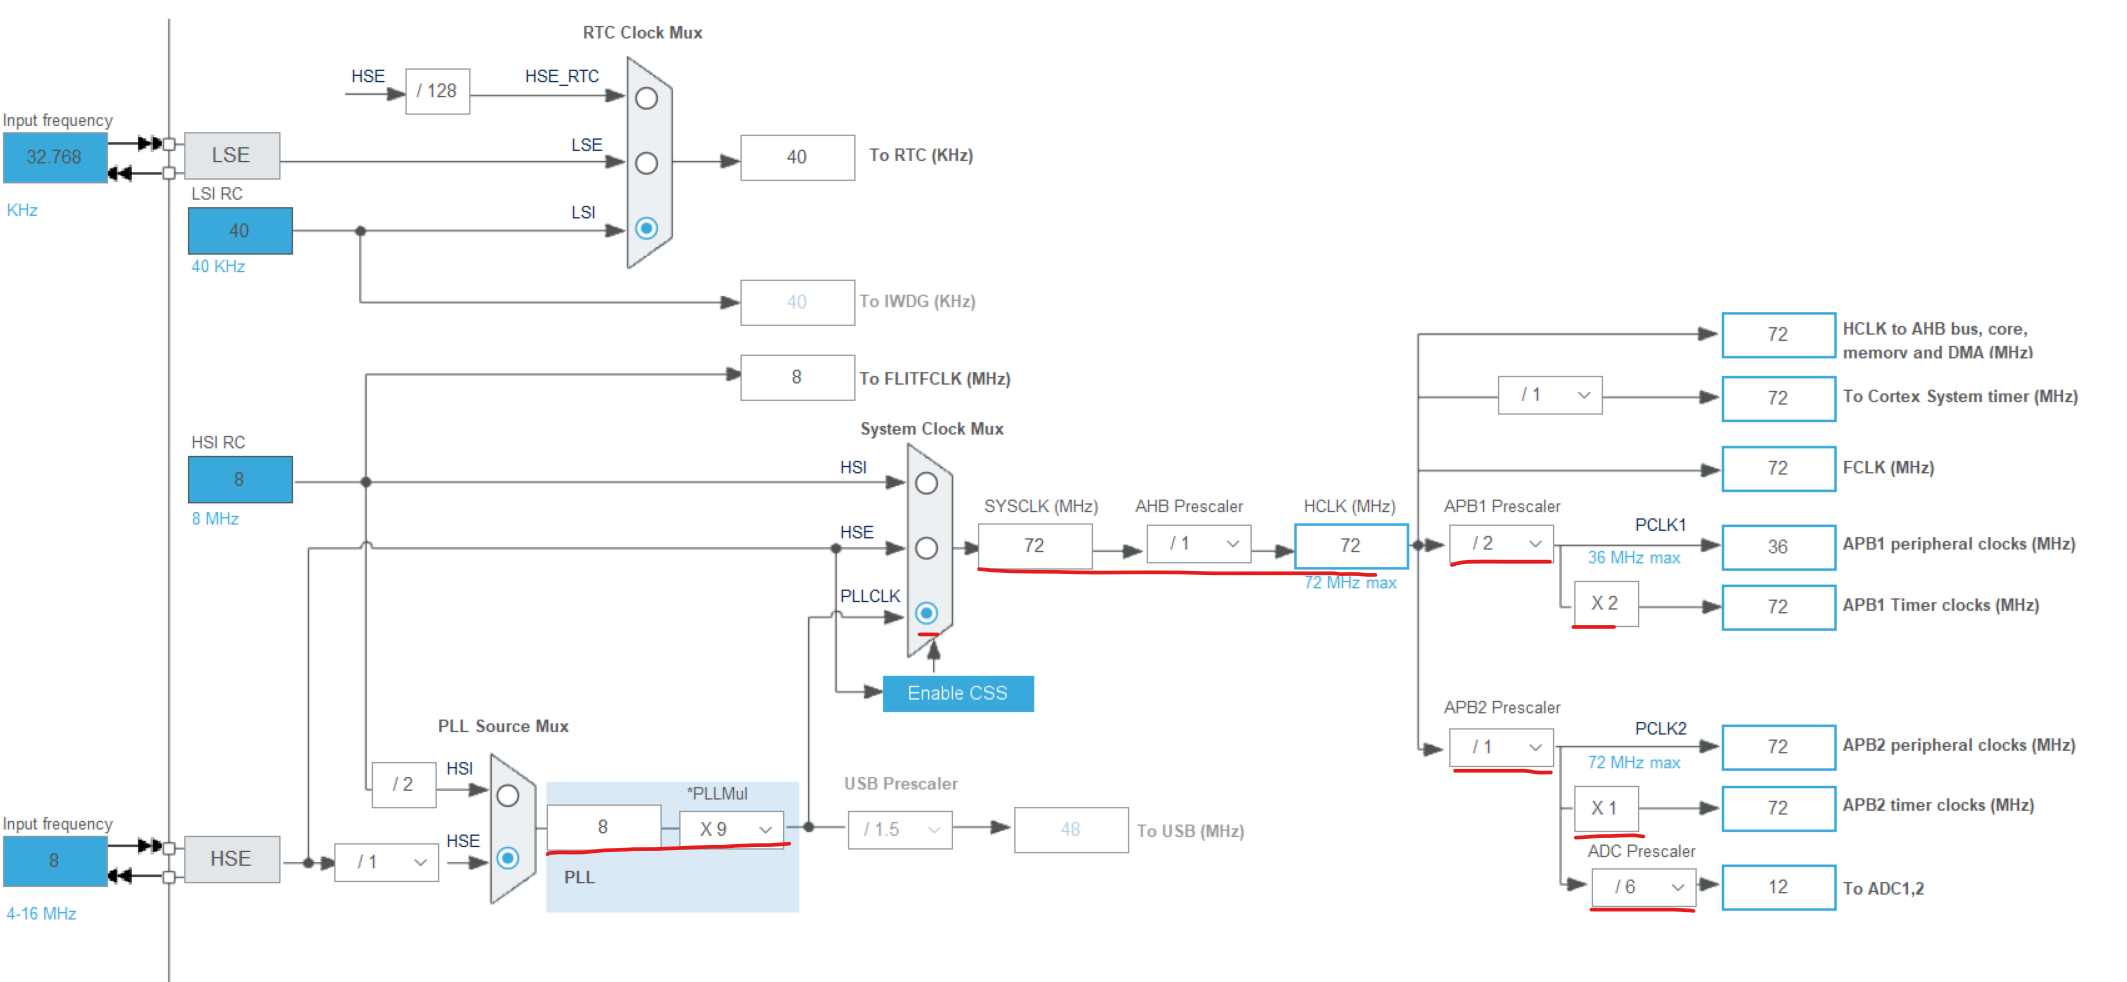 RTC Clock Mux
HSE
/ 128
HSE_RTC
Input frequency
32.768
KHz
LSE
LSE
40
To RTC (KHz)
LSI RC
40
40 KHz
LSI
40
To IWDG (KHz)
8
To FLITFCLK (MHz)
HSI RC
8
8 MHz
System Clock Mux
HSI
HSE
PLLCLK
Enable CSS
SYSCLK (MHz)
72
AHB Prescaler
/ 1
HCLK (MHz)
72
72 MHz max
72
HCLK to AHB bus, core,
memory and DMA (MHz)
/ 1
72
To Cortex System timer (MHz)
72
FCLK (MHz)
APB1 Prescaler
/ 2
PCLK1
36 MHz max
36
APB1 peripheral clocks (MHz)
X 2
72
APB1 Timer clocks (MHz)
APB2 Prescaler
/ 1
PCLK2
72 MHz max
72
APB2 peripheral clocks (MHz)
X 1
72
APB2 timer clocks (MHz)
ADC Prescaler
/ 6
12
To ADC1,2
PLL Source Mux
/ 2
HSI
Input frequency
8
4-16 MHz
HSE
/ 1
HSE
8
*PLLMul
X 9
PLL
USB Prescaler
/ 1.5
48
To USB (MHz)